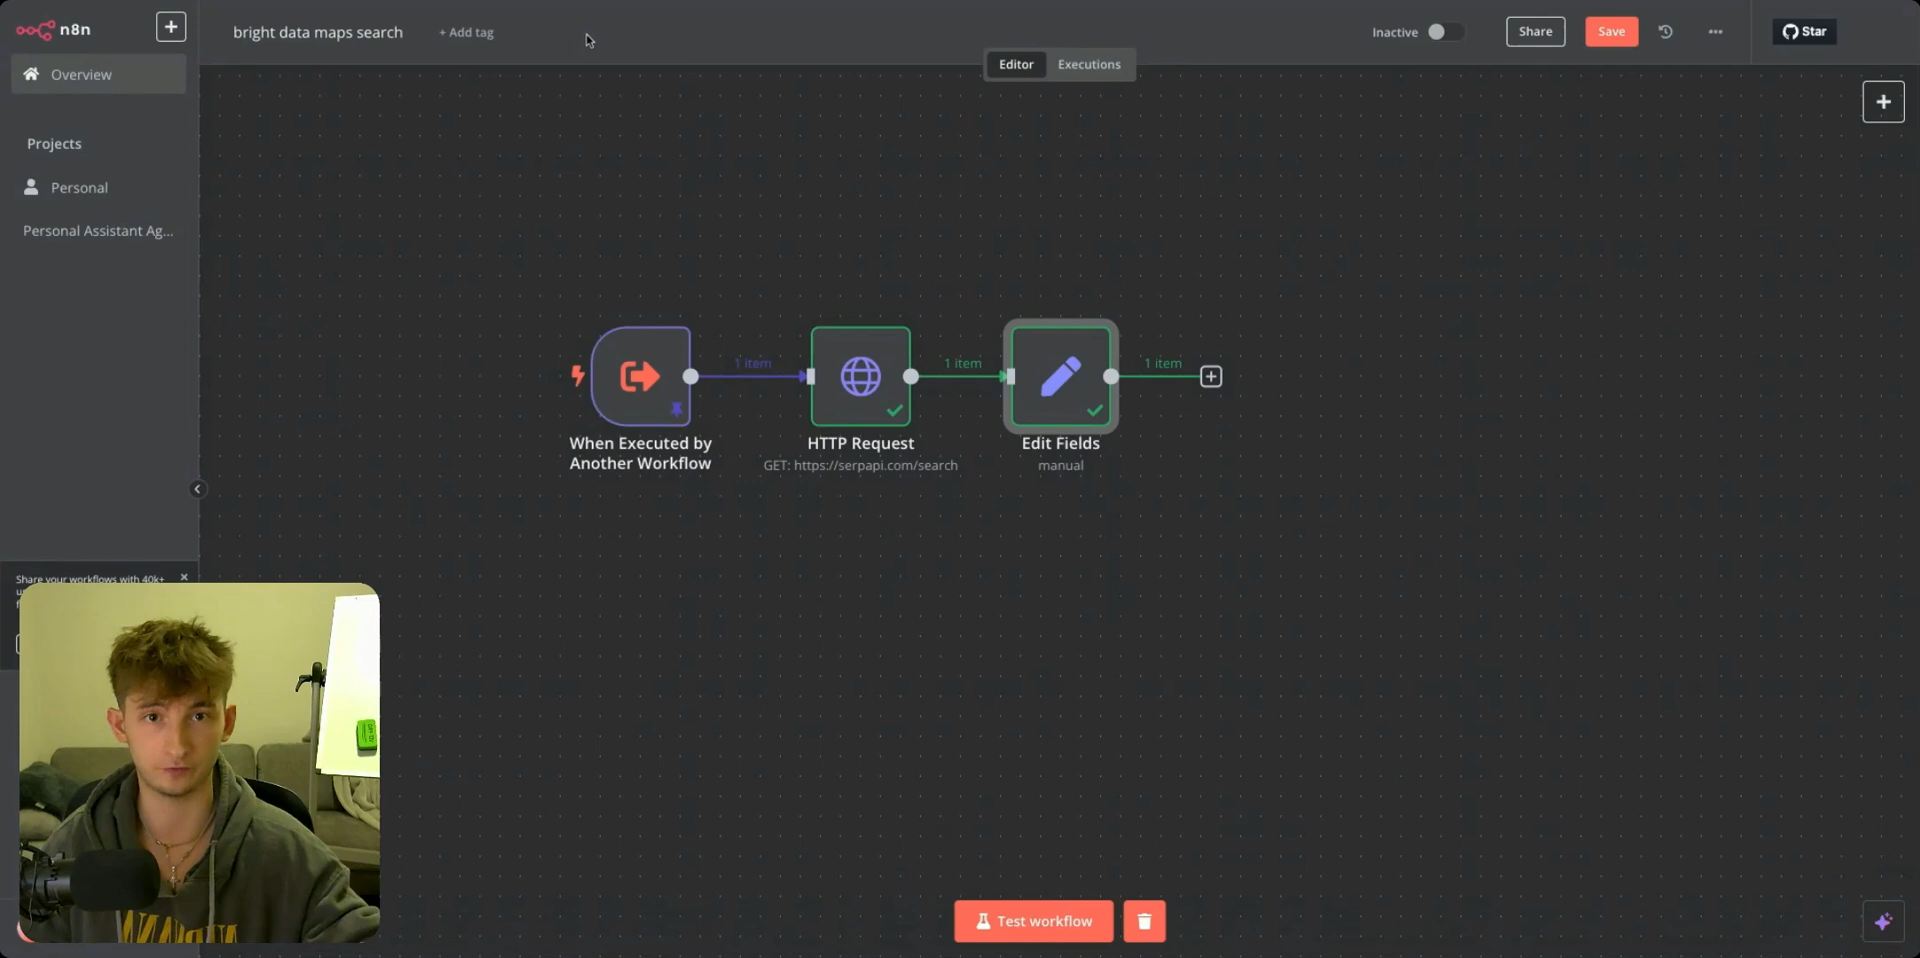 n8n
bright data maps search
+ Add tag
Inactive
Share
Save
Star
Editor
Executions
Overview
Projects
Personal
Personal Assistant Ag...
1 item
1 item
1 item
When Executed by
Another Workflow
HTTP Request
GET: https://serpapi.com/search
Edit Fields
manual
Share your workflows with 40k+
Test workflow